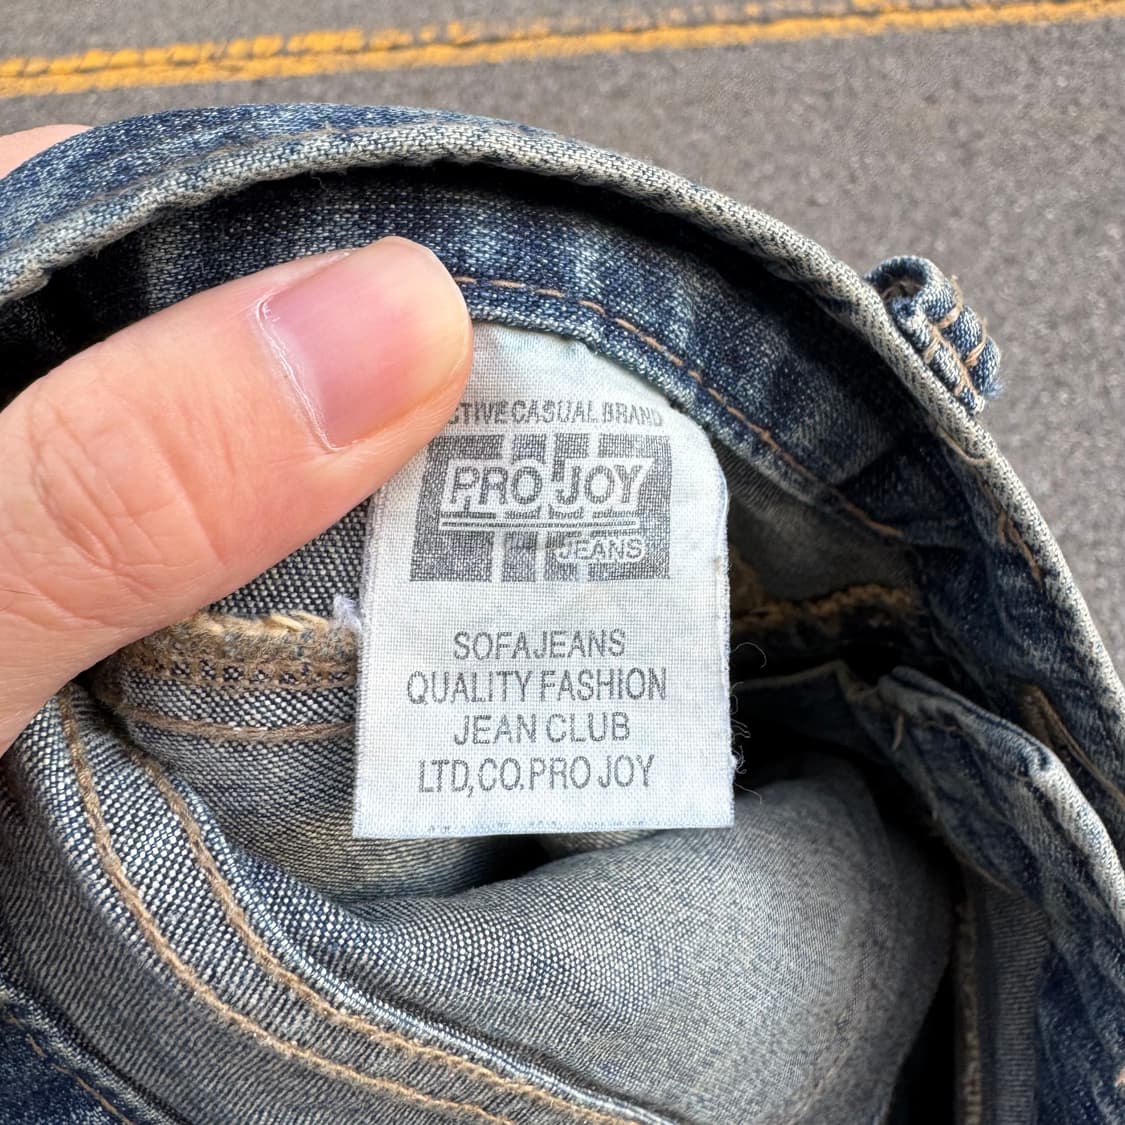 CASUAL BRAND
PRO JOY
JEANS
SOFAJEANS
QUALITY FASHION
JEAN CLUB
LTD,CO.PRO JOY